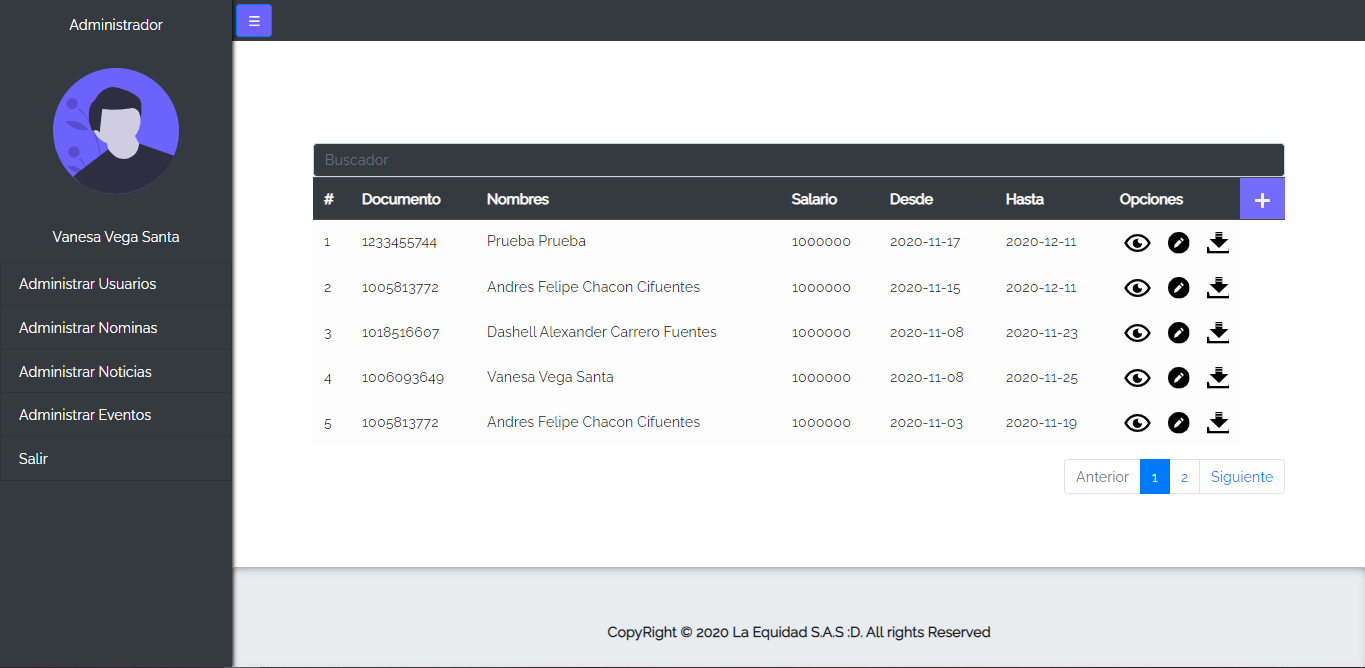 Administrador
Vanesa Vega Santa
Administrar Usuarios
Administrar Nominas
Administrar Noticias
Administrar Eventos
Salir
Buscador
# Documento Nombres Salario Desde Hasta Opciones +
1 1233455744 Prueba Prueba 1000000 2020-11-17 2020-12-11
2 1005813772 Andres Felipe Chacon Cifuentes 1000000 2020-11-15 2020-12-11
3 1018516607 Dashell Alexander Carrero Fuentes 1000000 2020-11-08 2020-11-23
4 1006093649 Vanesa Vega Santa 1000000 2020-11-08 2020-11-25
5 1005813772 Andres Felipe Chacon Cifuentes 1000000 2020-11-03 2020-11-19
Anterior 1 2 Siguiente
CopyRight © 2020 La Equidad S.A.S :D. All rights Reserved